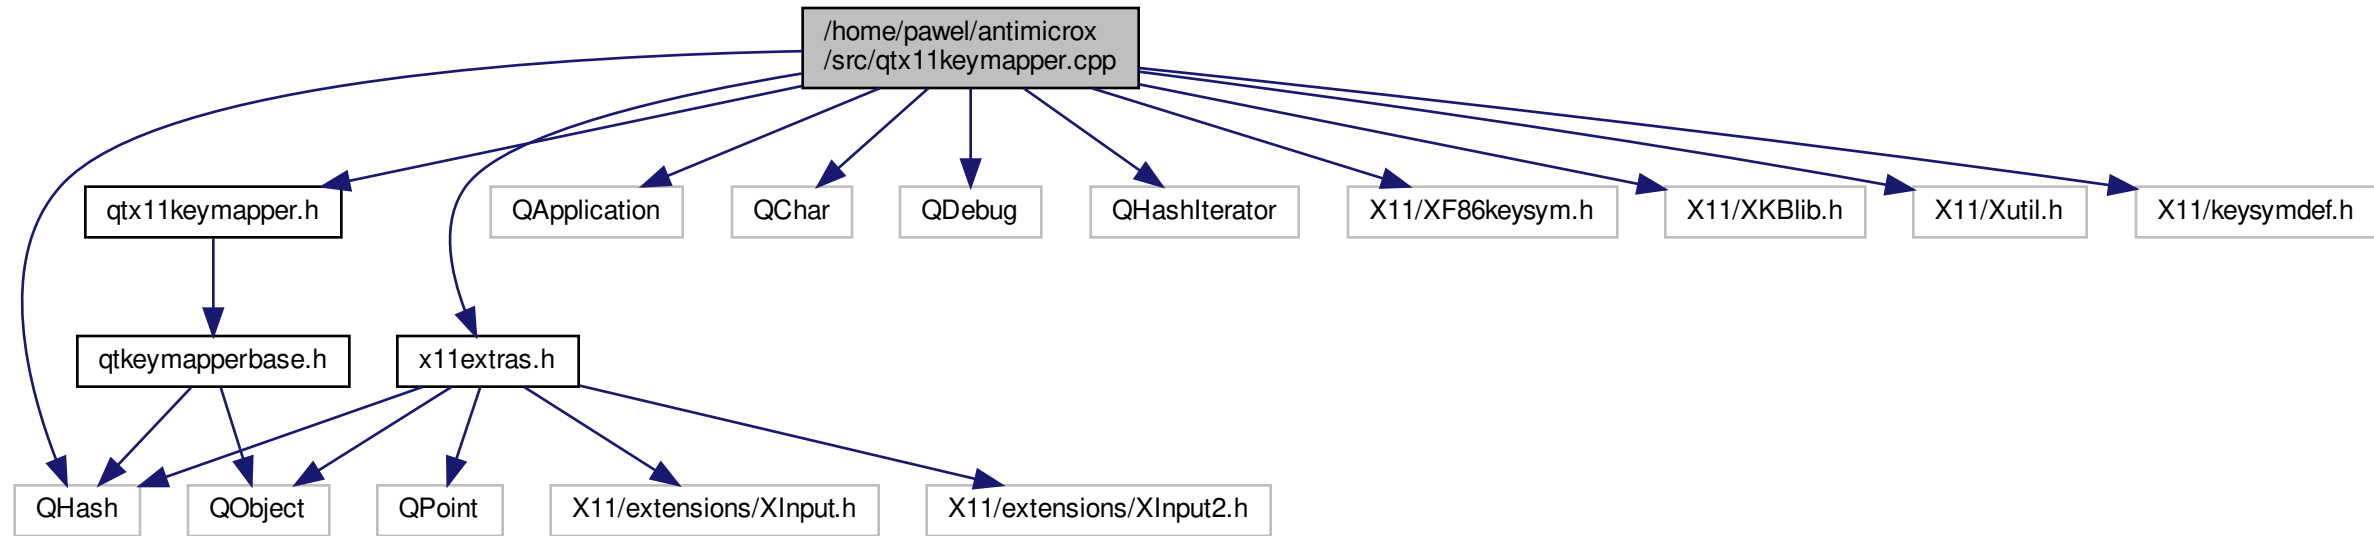 /home/pawel/antimicrox
/src/qtx11keymapper.cpp
qtx11keymapper.h
QApplication
QChar
QDebug
QHashIterator
X11/XF86keysym.h
X11/XKBlib.h
X11/Xutil.h
X11/keysymdef.h
qtkeymapperbase.h
x11extras.h
QHash
QObject
QPoint
X11/extensions/XInput.h
X11/extensions/XInput2.h